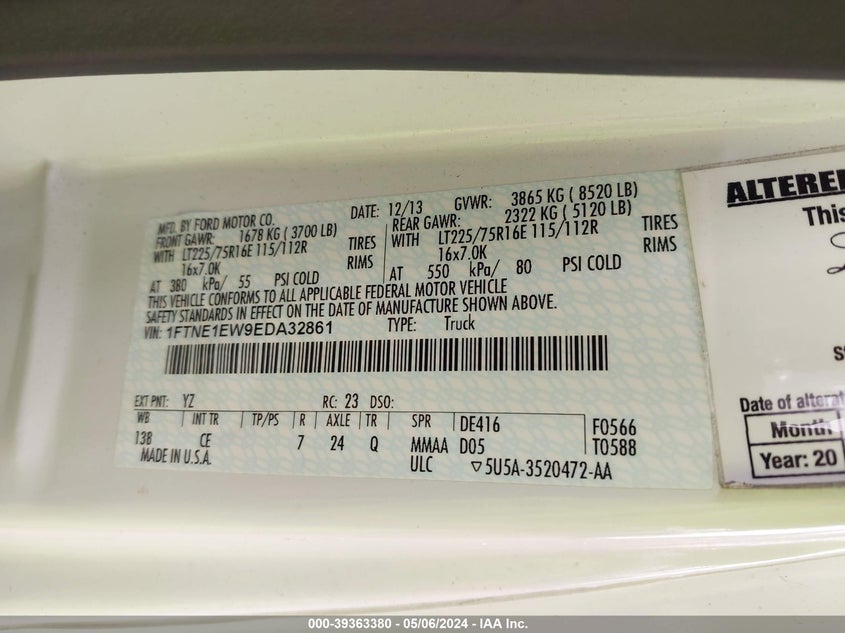 MFD. BY FORD MOTOR CO.
DATE: 12/13 GVWR: 3865 KG ( 8520 LB)
FRONT GAWR: 1678 KG ( 3700 LB) REAR GAWR: 2322 KG ( 5120 LB)
WITH LT225/75R16E 115/112R TIRES WITH LT225/75R16E 115/112R TIRES
16x7.0K RIMS 16x7.0K RIMS
AT 380 kPa/ 55 PSI COLD AT 550 kPa/ 80 PSI COLD
THIS VEHICLE CONFORMS TO ALL APPLICABLE FEDERAL MOTOR VEHICLE
SAFETY STANDARDS IN EFFECT ON THE DATE OF MANUFACTURE SHOWN ABOVE.
VIN: 1FTNE1EW9EDA32861 TYPE: Truck
EXT PNT: YZ RC: 23 DSO:
WB INT TR TP/PS R AXLE TR SPR DE416 F0566
138 CE 7 24 Q MMAA D05 T0588
MADE IN U.S.A. ULC ▽5U5A-3520472-AA
ALTERED
This
Date of alterat
Month
Year: 20
000-39363380 - 05/06/2024 - IAA Inc.